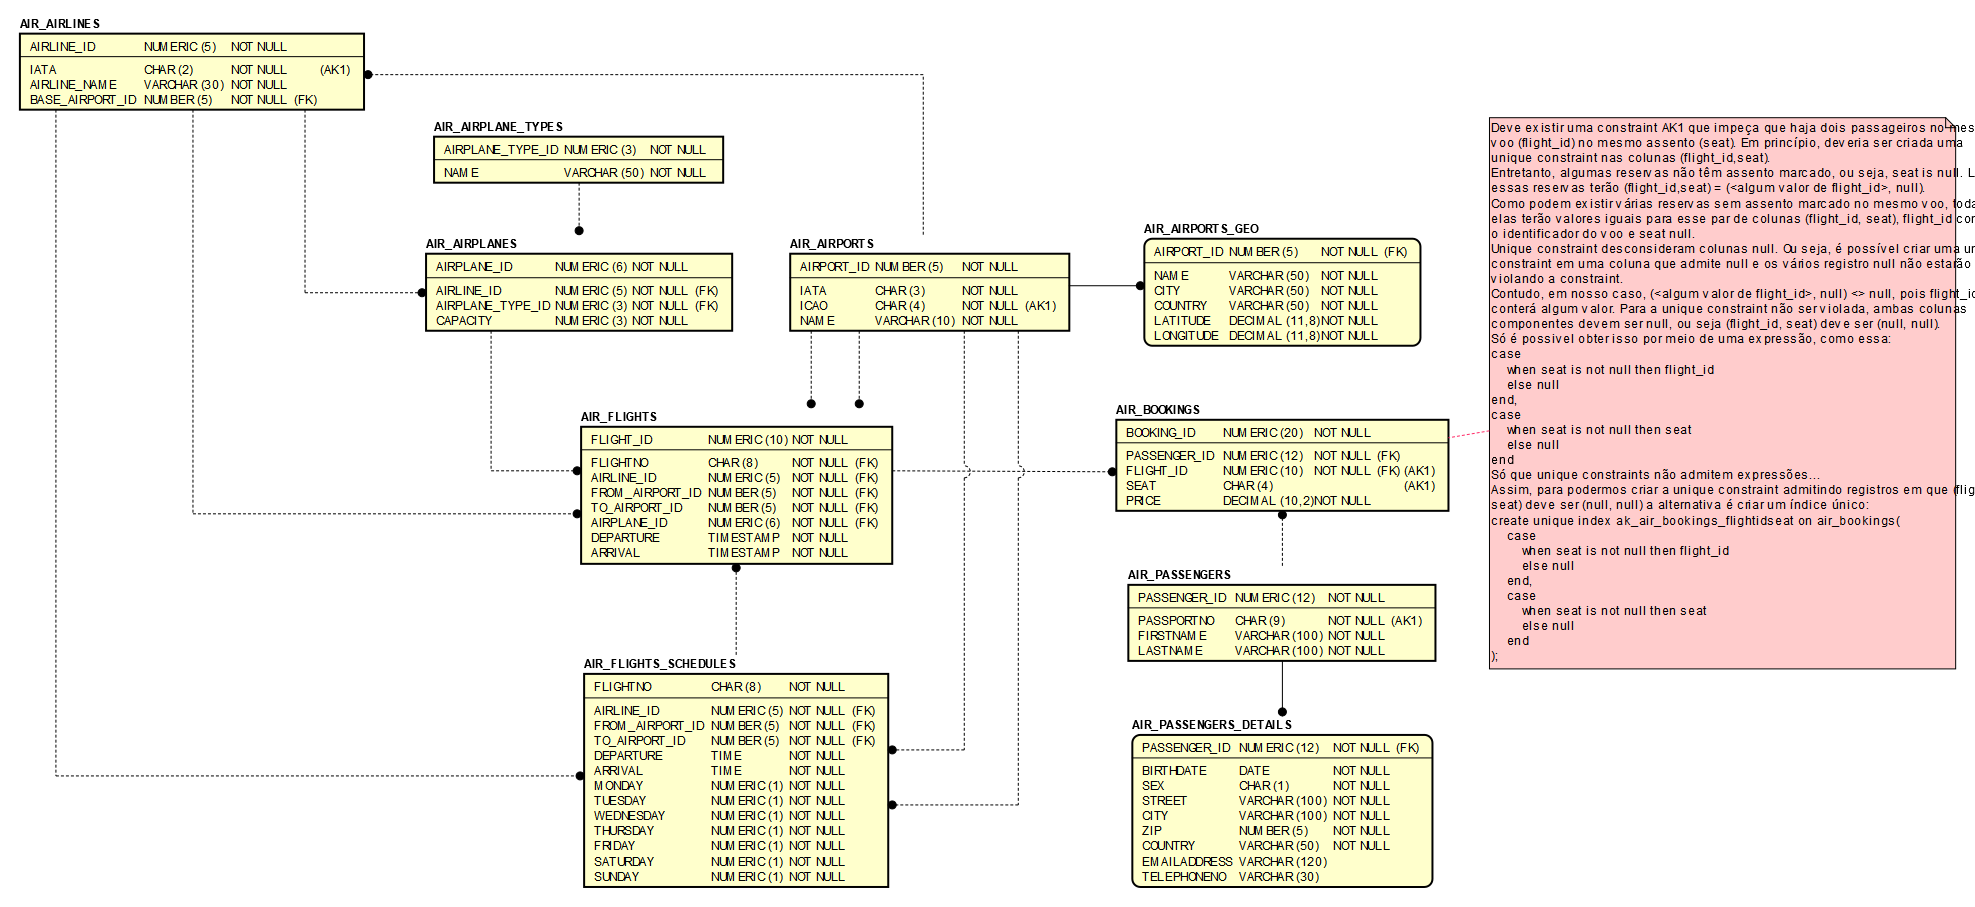 AIR_AIRLINES
AIRLINE_ID NUMERIC (5) NOT NULL
IATA CHAR (2) NOT NULL (AK1)
AIRLINE_NAME VARCHAR (30) NOT NULL
BASE_AIRPORT_ID NUMBER (5) NOT NULL (FK)
AIR_AIRPLANE_TYPES
AIRPLANE_TYPE_ID NUMERIC (3) NOT NULL
NAME VARCHAR (50) NOT NULL
AIR_AIRPLANES
AIRPLANE_ID NUMERIC (6) NOT NULL
AIRLINE_ID NUMERIC (5) NOT NULL (FK)
AIRPLANE_TYPE_ID NUMERIC (3) NOT NULL (FK)
CAPACITY NUMERIC (3) NOT NULL
AIR_AIRPORTS
AIRPORT_ID NUMBER (5) NOT NULL
IATA CHAR (3) NOT NULL
ICAO CHAR (4) NOT NULL (AK1)
NAME VARCHAR (10) NOT NULL
AIR_AIRPORTS_GEO
AIRPORT_ID NUMBER (5) NOT NULL (FK)
NAME VARCHAR (50) NOT NULL
CITY VARCHAR (50) NOT NULL
COUNTRY VARCHAR (50) NOT NULL
LATITUDE DECIMAL (11,8) NOT NULL
LONGITUDE DECIMAL (11,8) NOT NULL
AIR_FLIGHTS
FLIGHT_ID NUMERIC (10) NOT NULL
FLIGHTNO CHAR (8) NOT NULL (FK)
AIRLINE_ID NUMERIC (5) NOT NULL (FK)
FROM_AIRPORT_ID NUMBER (5) NOT NULL (FK)
TO_AIRPORT_ID NUMBER (5) NOT NULL (FK)
AIRPLANE_ID NUMERIC (6) NOT NULL (FK)
DEPARTURE TIMESTAMP NOT NULL
ARRIVAL TIMESTAMP NOT NULL
AIR_BOOKINGS
BOOKING_ID NUMERIC (20) NOT NULL
PASSENGER_ID NUMERIC (12) NOT NULL (FK)
FLIGHT_ID NUMERIC (10) NOT NULL (FK) (AK1)
SEAT CHAR (4) (AK1)
PRICE DECIMAL (10,2) NOT NULL
AIR_PASSENGERS
PASSENGER_ID NUMERIC (12) NOT NULL
PASSPORTNO CHAR (9) NOT NULL (AK1)
FIRSTNAME VARCHAR (100) NOT NULL
LASTNAME VARCHAR (100) NOT NULL
AIR_FLIGHTS_SCHEDULES
FLIGHTNO CHAR (8) NOT NULL
AIRLINE_ID NUMERIC (5) NOT NULL (FK)
FROM_AIRPORT_ID NUMBER (5) NOT NULL (FK)
TO_AIRPORT_ID NUMBER (5) NOT NULL (FK)
DEPARTURE TIME NOT NULL
ARRIVAL TIME NOT NULL
MONDAY NUMERIC (1) NOT NULL
TUESDAY NUMERIC (1) NOT NULL
WEDNESDAY NUMERIC (1) NOT NULL
THURSDAY NUMERIC (1) NOT NULL
FRIDAY NUMERIC (1) NOT NULL
SATURDAY NUMERIC (1) NOT NULL
SUNDAY NUMERIC (1) NOT NULL
AIR_PASSENGERS_DETAILS
PASSENGER_ID NUMERIC (12) NOT NULL (FK)
BIRTHDATE DATE NOT NULL
SEX CHAR (1) NOT NULL
STREET VARCHAR (100) NOT NULL
CITY VARCHAR (100) NOT NULL
ZIP NUMBER (5) NOT NULL
COUNTRY VARCHAR (50) NOT NULL
EMAILADDRESS VARCHAR (120)
TELEPHONENO VARCHAR (30)
Deve existir uma constraint AK1 que impeça que haja dois passageiros no mes
voo (flight_id) no mesmo assento (seat). Em princípio, deveria ser criada uma
unique constraint nas colunas (flight_id,seat).
Entretanto, algumas reservas não têm assento marcado, ou seja, seat is null. L
essas reservas terão (flight_id,seat) = (<algum valor de flight_id>, null).
Como podem existir várias reservas sem assento marcado no mesmo voo, toda
elas terão valores iguais para esse par de colunas (flight_id, seat), flight_id cor
o identificador do voo e seat null.
Unique constraint desconsideram colunas null. Ou seja, é possível criar uma ur
constraint em uma coluna que admite null e os vários registro null não estarão
violando a constraint.
Contudo, em nosso caso, (<algum valor de flight_id>, null) <> null, pois flight_ic
conterá algum valor. Para a unique constraint não ser violada, ambas colunas
componentes devem ser null, ou seja (flight_id, seat) deve ser (null, null).
Só é possivel obter isso por meio de uma expressão, como essa:
case
when seat is not null then flight_id
else null
end,
case
when seat is not null then seat
else null
end
Só que unique constraints não admitem expressões...
Assim, para podermos criar a unique constraint admitindo registros em que (flig
seat) deve ser (null, null) a alternativa é criar um índice único:
create unique index ak_air_bookings_flightidseat on air_bookings(
case
when seat is not null then flight_id
else null
end,
case
when seat is not null then seat
else null
end
);